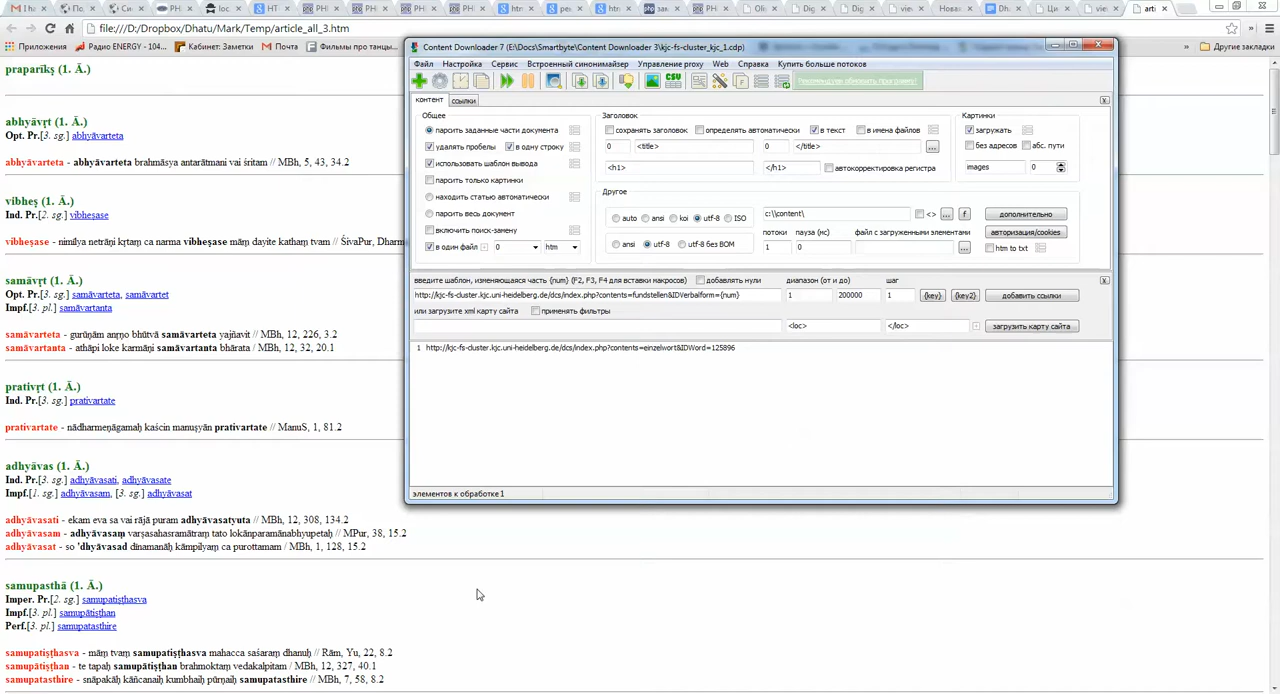 file:///D:/Dropbox/Dhatu/Mark/Temp/article_all_3.htm
Приложения
Радио ENERGY - 104...
Кабинет: Заметки
Почта
Фильмы про танцы...
Другие закладки
Content Downloader 7 (E:\Docs\Smartbyte\Content Downloader 3\kjc-fs-cluster_kjc_1.cdp)
Файл Настройка Сервис Встроенный синонимайзер Управление proxy Web Справка Купить больше потоков
Рекомендую обновить программу!
контент ссылки
Общее
парсить заданные части документа
удалять пробелы в одну строку
использовать шаблон вывода
парсить только картинки
находить статью автоматически
парсить весь документ
включить поиск-замену
в один файл 0 htm
Заголовок
сохранять заголовок определять автоматически в текст в имена файлов
0 <title> 0 </title> ...
<h1> </h1> автокорректировка регистра
Картинки
загружать
без адресов абс. пути
images 0
Другое
auto ansi koi utf-8 ISO
c:\\content\ <> ... f дополнительно
потоки пауза (мс) файл с загруженными элементами авторизация/cookies
ansi utf-8 utf-8 без BOM
1 0 ... htm to txt
введите шаблон, изменяющаяся часть {num} (F2, F3, F4 для вставки макросов) добавлять нули диапазон (от и до) шаг
http://kjc-fs-cluster.kjc.uni-heidelberg.de/dcs/index.php?contents=fundstellen&IDVerbalform={num} 1 200000 1 {key} {key2} добавить ссылки
или загрузите xml карту сайта применять фильтры
<loc> </loc> загрузить карту сайта
1 http://kjc-fs-cluster.kjc.uni-heidelberg.de/dcs/index.php?contents=einzelwort&IDWord=125896
элементов к обработке 1
praparīkṣ (1. Ā.)
abhyāvṛt (1. Ā.)
Opt. Pr.[3. sg.] abhyāvarteta
abhyāvarteta - abhyāvarteta brahmāsya antarātmani vai śritam // MBh, 5, 43, 34.2
vibheṣ (1. Ā.)
Ind. Pr.[2. sg.] vibheṣase
vibheṣase - nimīlya netrāṇi kṛtaṃ ca narma vibheṣase māṃ dayite kathaṃ tvam // ŚivaPur, Dharm
samāvṛt (1. Ā.)
Opt. Pr.[3. sg.] samāvarteta, samāvartet
Impf.[3. pl.] samāvartanta
samāvarteta - gurūṇām anṛṇo bhūtvā samāvarteta yajñavit // MBh, 12, 226, 3.2
samāvartanta - athāpi loke karmāṇi samāvartanta bhārata / MBh, 12, 32, 20.1
prativṛt (1. Ā.)
Ind. Pr.[3. sg.] prativartate
prativartate - nādharmeṇāgamaḥ kaścin manuṣyān prativartate // ManuS, 1, 81.2
adhyāvas (1. Ā.)
Ind. Pr.[3. sg.] adhyāvasati, adhyāvasate
Impf.[1. sg.] adhyāvasam, [3. sg.] adhyāvasat
adhyāvasati - ekam eva sa vai rājā puram adhyāvasatyuta // MBh, 12, 308, 134.2
adhyāvasam - adhyāvasaṃ varṣasahasramātraṃ tato lokānparamānabhyupetaḥ // MPur, 38, 15.2
adhyāvasat - so 'dhyāvasad dīnamanāḥ kāmpilyaṃ ca purottamam // MBh, 1, 128, 15.2
samupasthā (1. Ā.)
Imper. Pr.[2. sg.] samupatiṣṭhasva
Impf.[3. pl.] samupātiṣṭhan
Perf.[3. pl.] samupatasthire
samupatiṣṭhasva - māṃ tvaṃ samupatiṣṭhasva mahacca saśaraṃ dhanuḥ // Rām, Yu, 22, 8.2
samupātiṣṭhan - te tapaḥ samupātiṣṭhan brahmoktaṃ vedakalpitam / MBh, 12, 327, 40.1
samupatasthire - snāpakāḥ kāñcanaiḥ kumbhaiḥ pūrṇaiḥ samupatasthire // MBh, 7, 58, 8.2